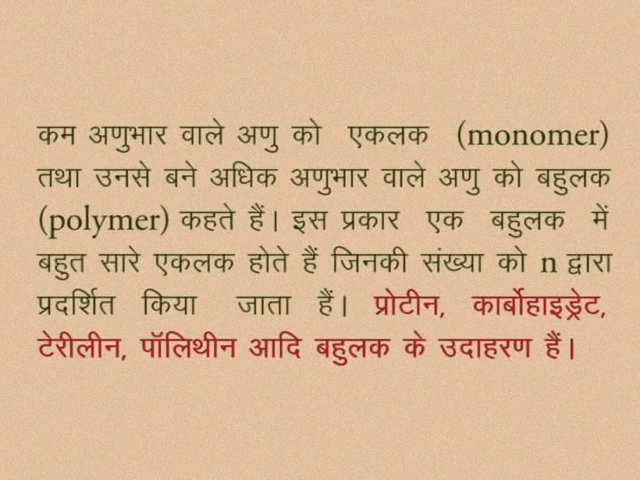 कम अणुभार वाले अणु को एकलक (monomer)
तथा उनसे बने अधिक अणुभार वाले अणु को बहुलक
(polymer) कहते हैं। इस प्रकार एक बहुलक में
बहुत सारे एकलक होते हैं जिनकी संख्या को n द्वारा
प्रदर्शित किया जाता हैं। प्रोटीन, कार्बोहाइड्रेट,
टेरीलीन, पॉलिथीन आदि बहुलक के उदाहरण हैं।